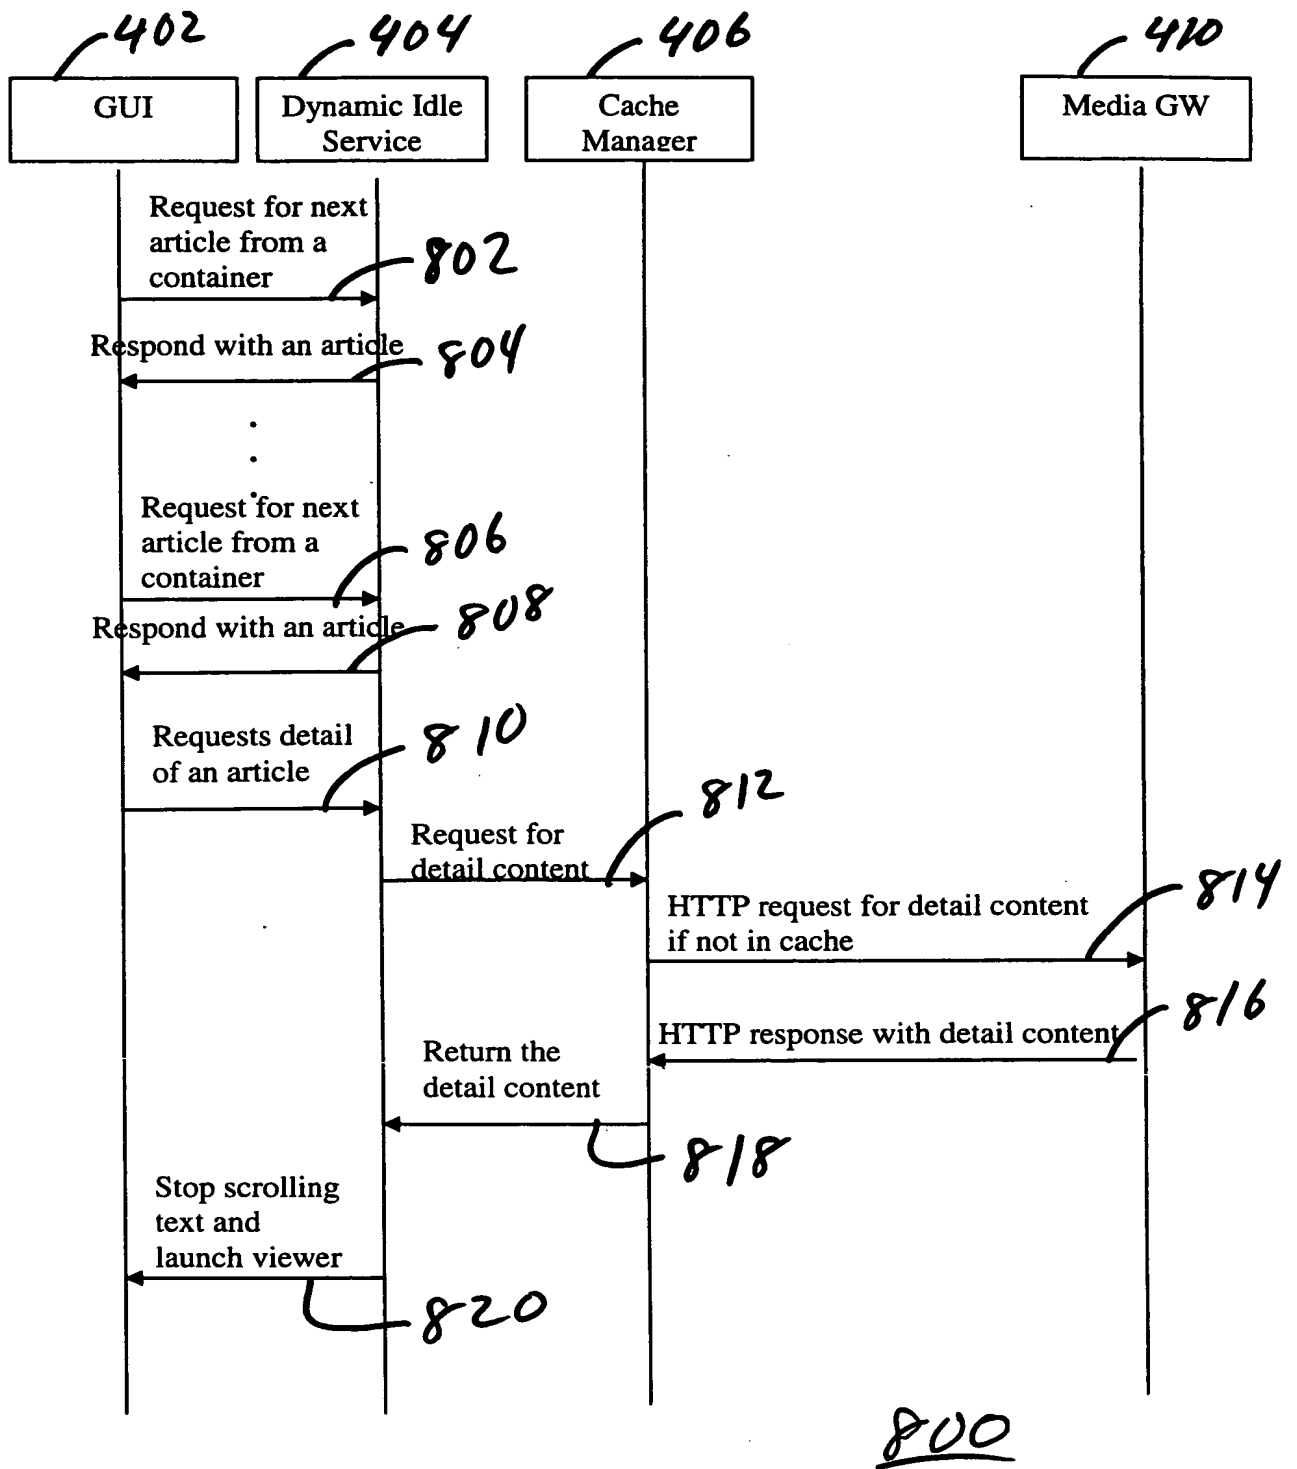 402
404
406
410
GUI
Dynamic Idle
Service
Cache
Manager
Media GW
Request for next
article from a
container
802
Respond with an article
804
Request for next
article from a
container
806
Respond with an article
808
Requests detail
of an article
810
Request for
detail content
812
HTTP request for detail content
if not in cache
814
HTTP response with detail content
816
Return the
detail content
818
Stop scrolling
text and
launch viewer
820
800